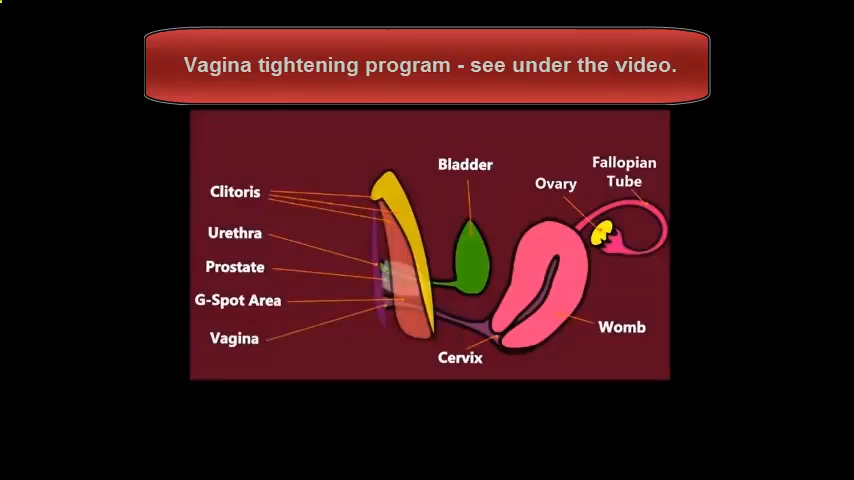 Vagina tightening program - see under the video.
Bladder
Fallopian
Tube
Ovary
Clitoris
Urethra
Prostate
G-Spot Area
Vagina
Cervix
Womb